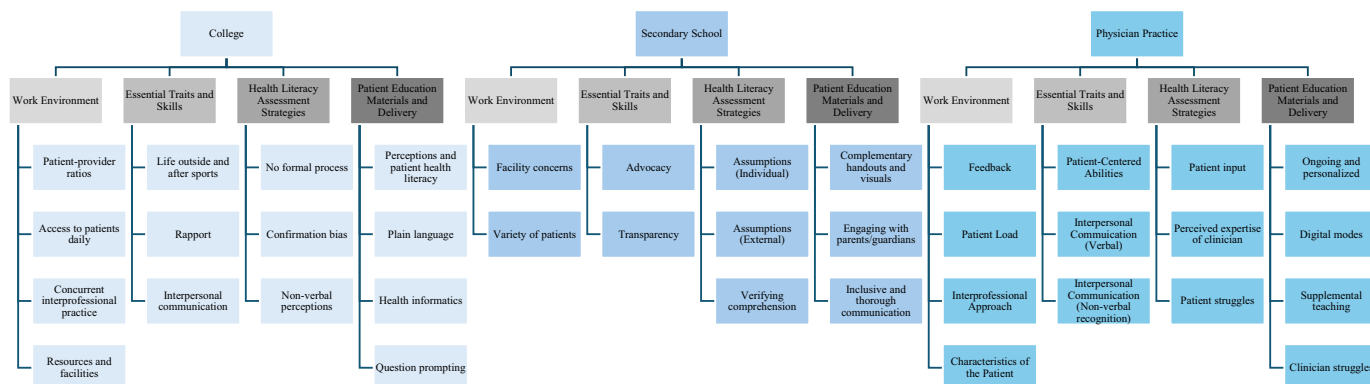 College
Secondary School
Physician Practice
Work Environment
Essential Traits and
Skills
Health Literacy
Assessment
Strategies
Patient Education
Materials and
Delivery
Work Environment
Essential Traits and
Skills
Health Literacy
Assessment
Strategies
Patient Education
Materials and
Delivery
Work Environment
Essential Traits and
Skills
Health Literacy
Assessment
Strategies
Patient Education
Materials and
Delivery
Patient-provider
ratios
Life outside and
after sports
No formal process
Perceptions and
patient health
literacy
Facility concerns
Advocacy
Assumptions
(Individual)
Complementary
handouts and
visuals
Feedback
Patient-Centered
Abilities
Patient input
Ongoing and
personalized
Access to patients
daily
Rapport
Confirmation bias
Plain language
Variety of patients
Transparency
Assumptions
(External)
Engaging with
parents/guardians
Patient Load
Interpersonal
Commuication
(Verbal)
Perceived expertise
of clinician
Digital modes
Concurrent
interprofessional
practice
Interpersonal
communication
Non-verbal
perceptions
Health informatics
Verifying
comprehension
Inclusive and
thorough
communication
Interprofessional
Approach
Interpersonal
Communication
(Non-verbal
recognition)
Patient struggles
Supplemental
teaching
Resources and
facilities
Question prompting
Characteristics of
the Patient
Clinician struggle